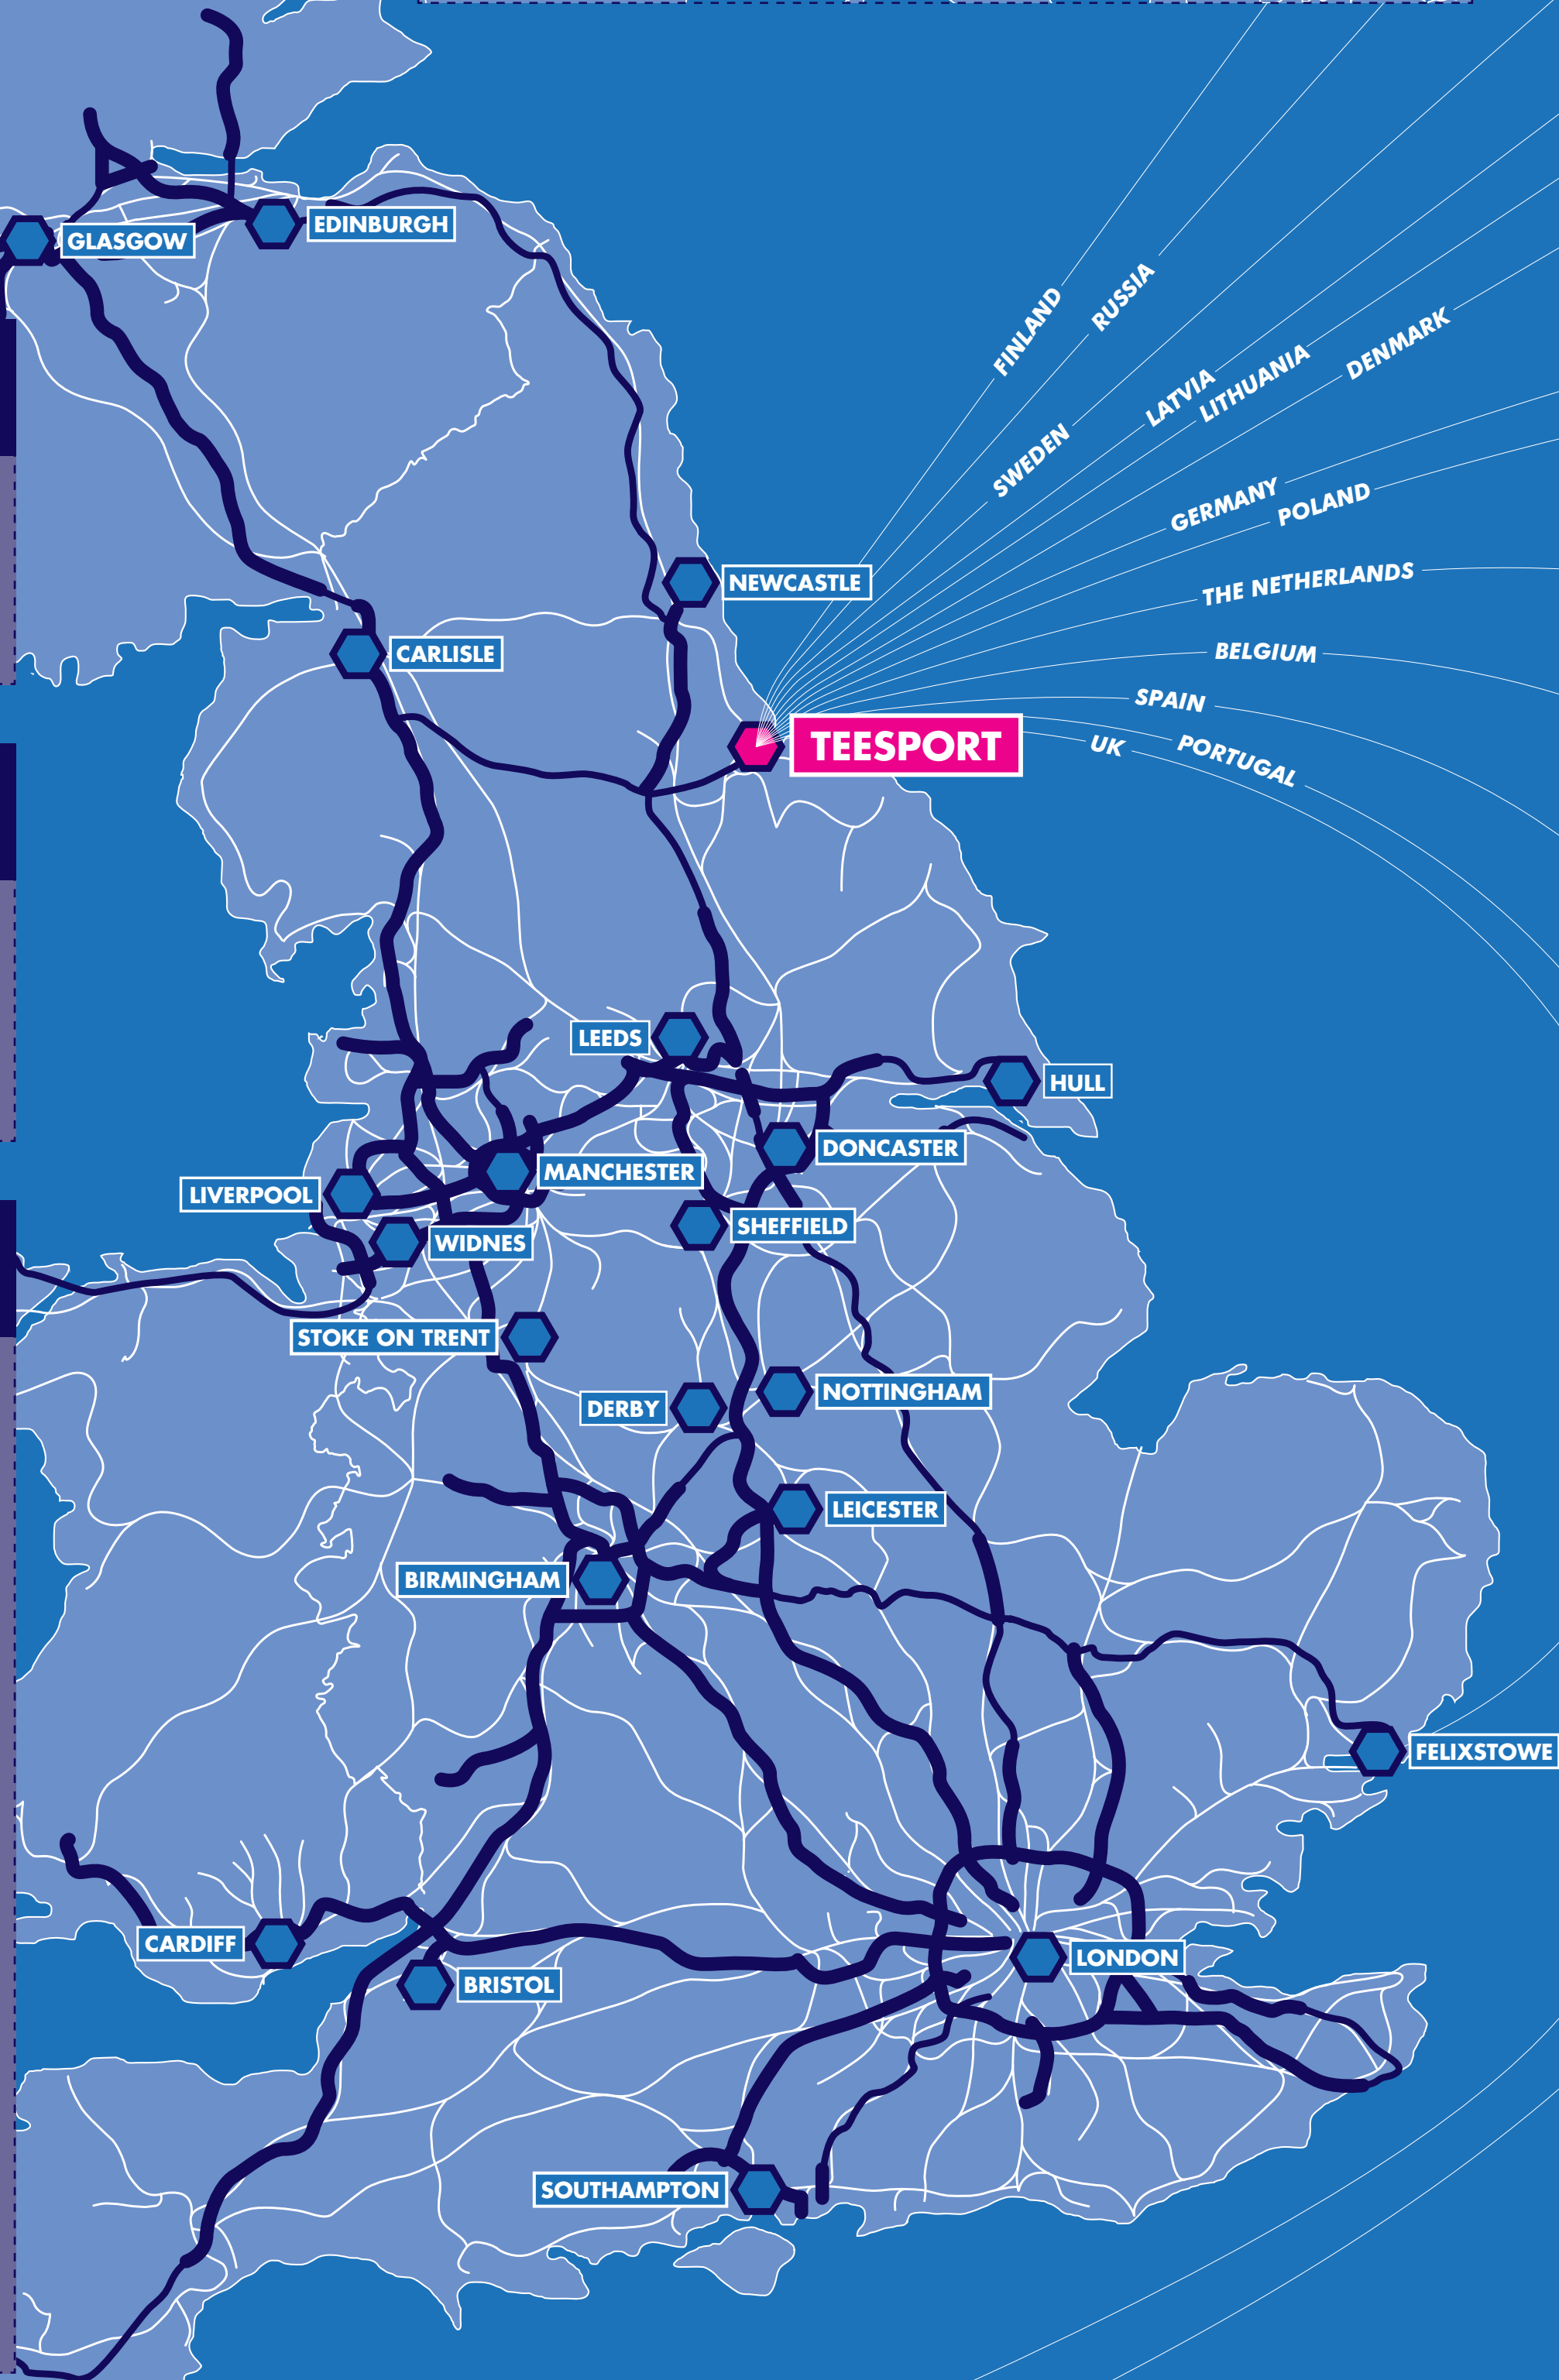 EDINBURGH
GLASGOW
FINLAND
RUSSIA
DENMARK
LATVIA
LITHUANIA
SWEDEN
GERMANY
POLAND
THE NETHERLANDS
NEWCASTLE
CARLISLE
BELGIUM
SPAIN
TEESPORT
UK
PORTUGAL
LEEDS
HULL
DONCASTER
MANCHESTER
LIVERPOOL
SHEFFIELD
WIDNES
STOKE ON TRENT
NOTTINGHAM
DERBY
LEICESTER
BIRMINGHAM
FELIXSTOWE
CARDIFF
LONDON
BRISTOL
SOUTHAMPTON